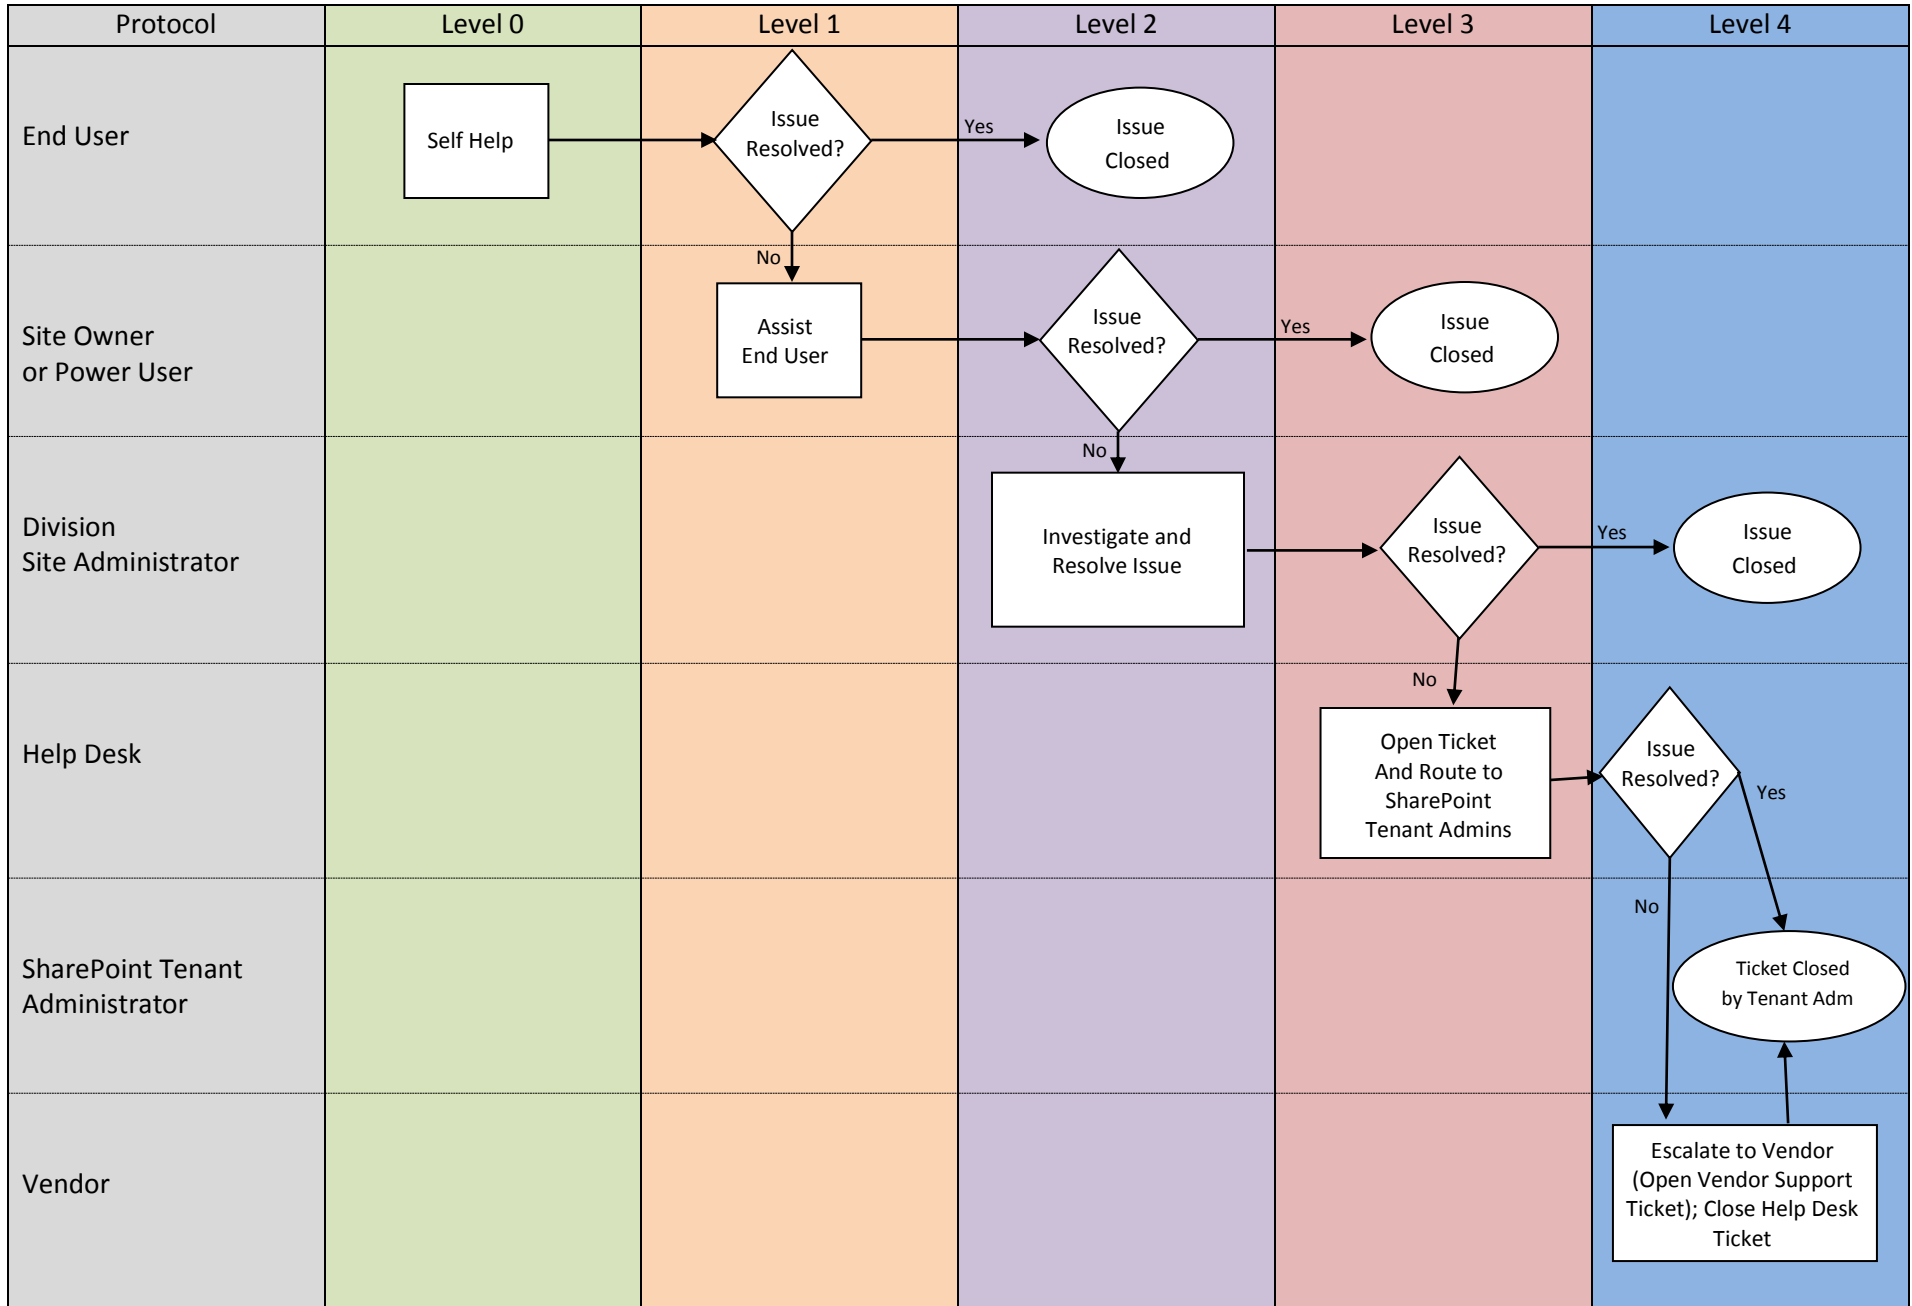 Protocol
Level 0
Level 1
Level 2
Level 3
Level 4
End User
Self Help
Issue
Resolved?
Yes
Issue
Closed
No
Site Owner
or Power User
Assist
End User
Issue
Resolved?
Yes
Issue
Closed
No
Division
Site Administrator
Investigate and
Resolve Issue
Issue
Resolved?
Yes
Issue
Closed
No
Help Desk
Open Ticket
And Route to
SharePoint
Tenant Admins
Issue
Resolved?
Yes
No
SharePoint Tenant
Administrator
Ticket Closed
by Tenant Adm
Vendor
Escalate to Vendor
(Open Vendor Support
Ticket); Close Help Desk
Ticket